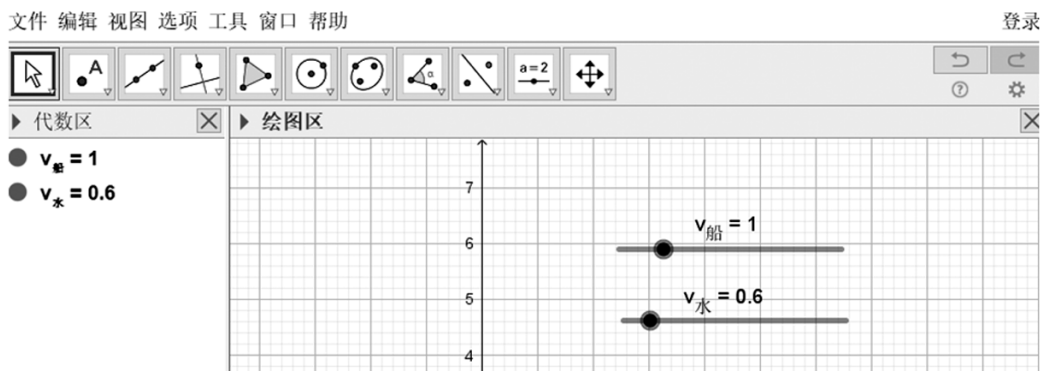 文件 编辑 视图 选项 工具 窗口 帮助 登录
A α a=2
代数区 绘图区
v船 = 1
v水 = 0.6
7
v船 = 1
6
v水 = 0.6
5
4